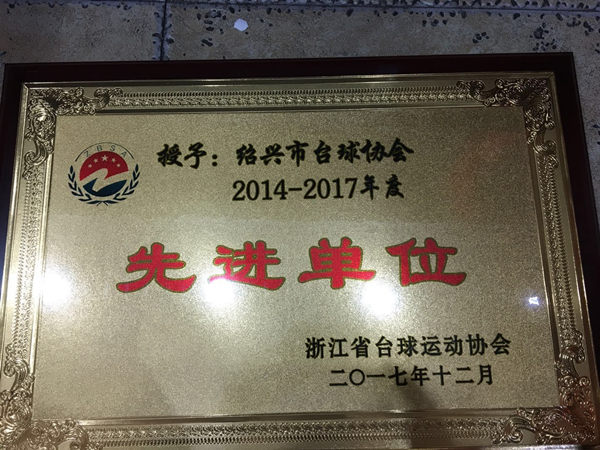 ZBSA
授予：绍兴市台球协会
2014-2017年度
先进单位
浙江省台球运动协会
二〇一七年十二月